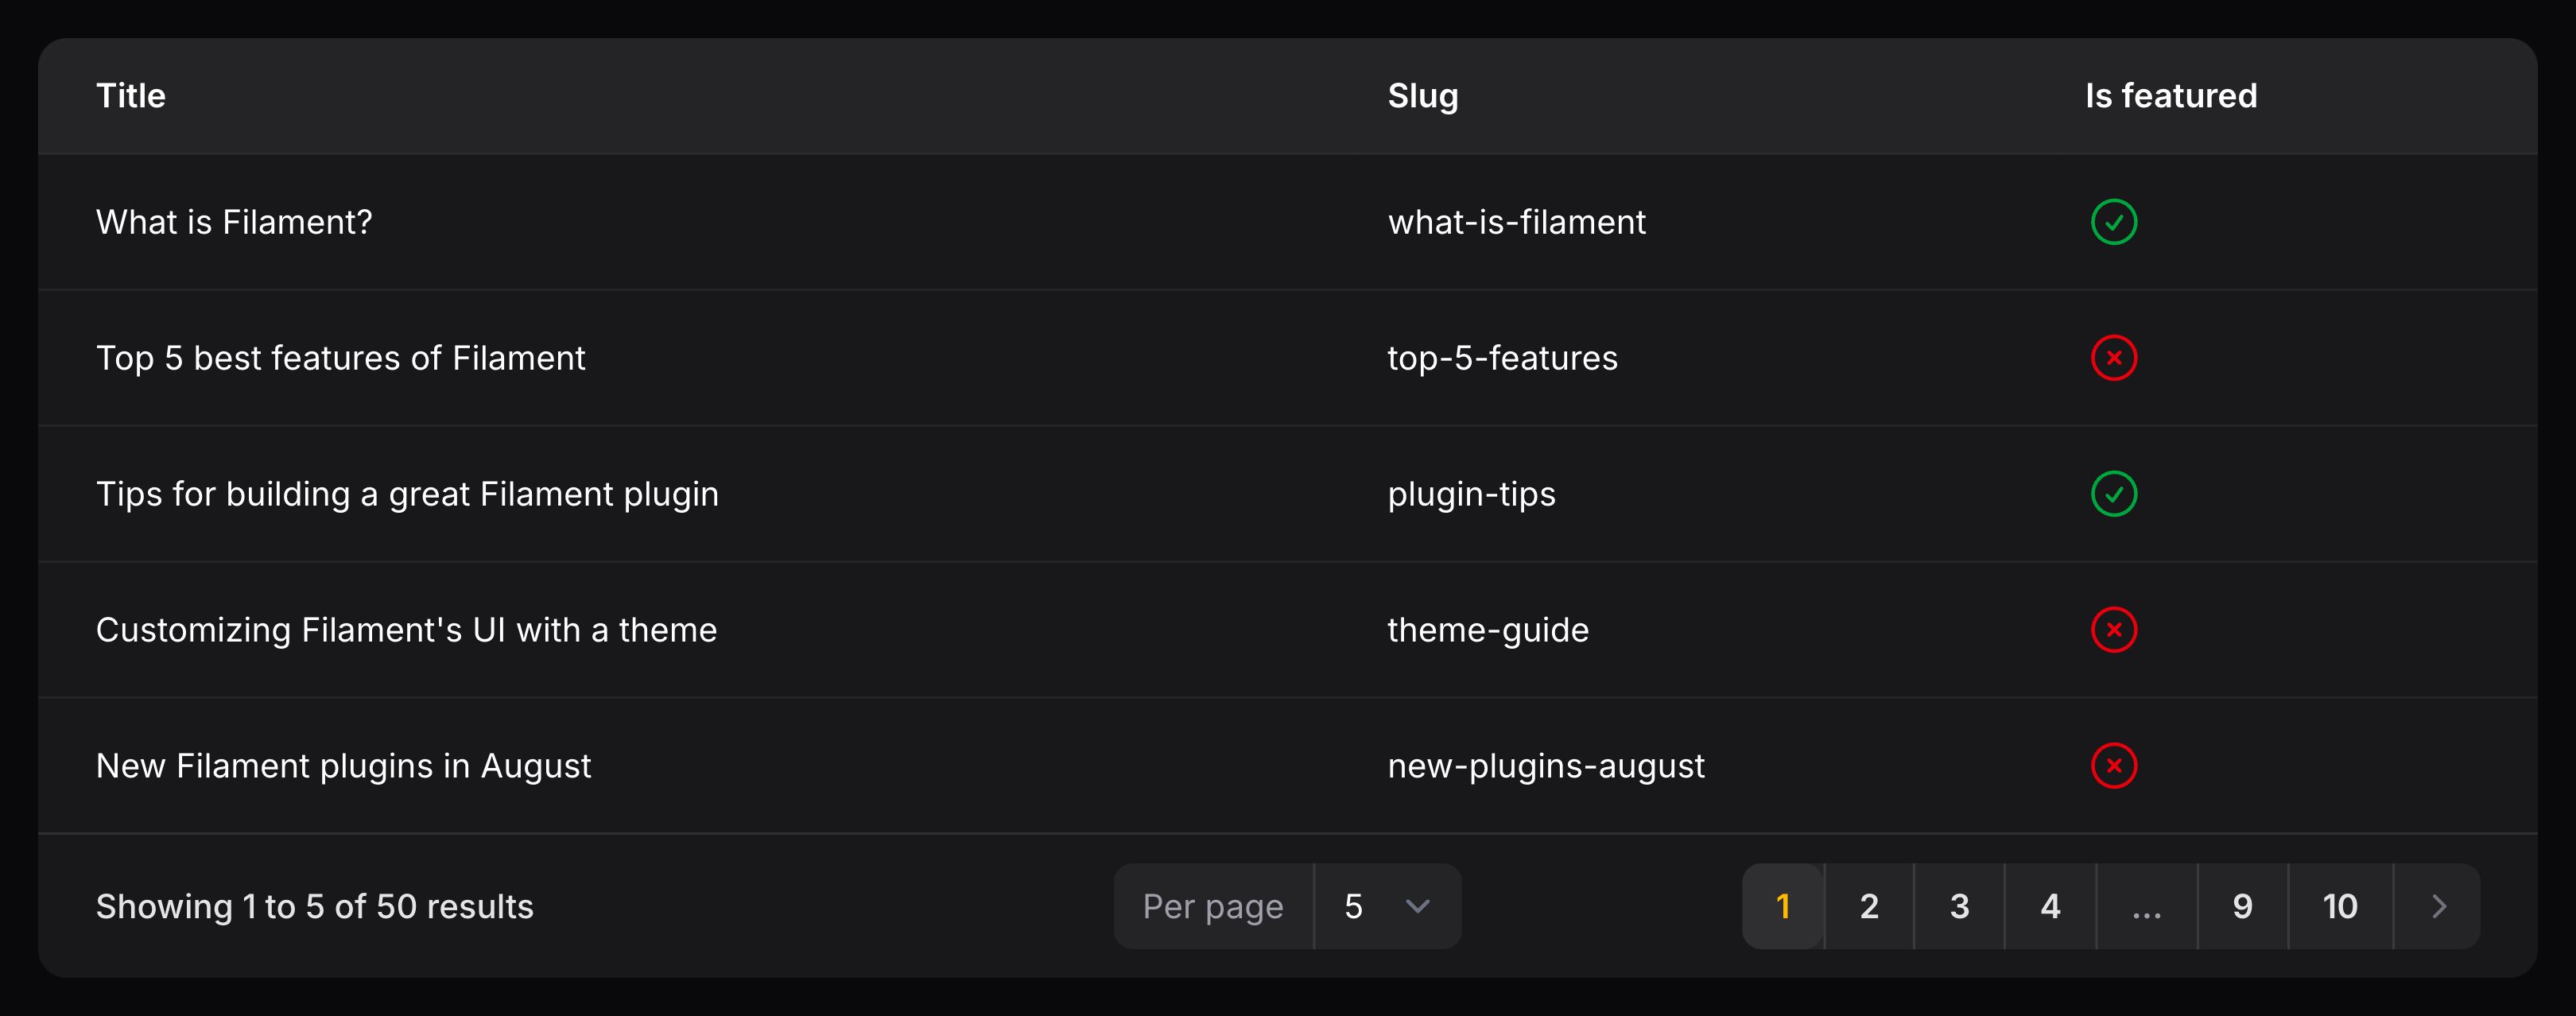 Title Slug Is featured
What is Filament? what-is-filament
Top 5 best features of Filament top-5-features
Tips for building a great Filament plugin plugin-tips
Customizing Filament's UI with a theme theme-guide
New Filament plugins in August new-plugins-august
Showing 1 to 5 of 50 results Per page 5 1 2 3 4 ... 9 10